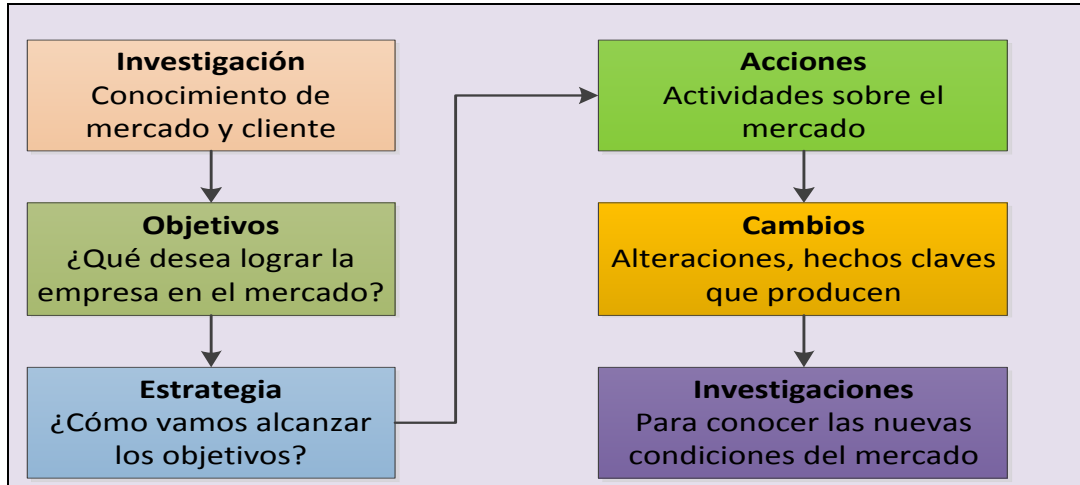 Investigación
Conocimiento de
mercado y cliente
Objetivos
¿Qué desea lograr la
empresa en el mercado?
Estrategia
¿Cómo vamos alcanzar
los objetivos?
Acciones
Actividades sobre el
mercado
Cambios
Alteraciones, hechos claves
que producen
Investigaciones
Para conocer las nuevas
condiciones del mercado